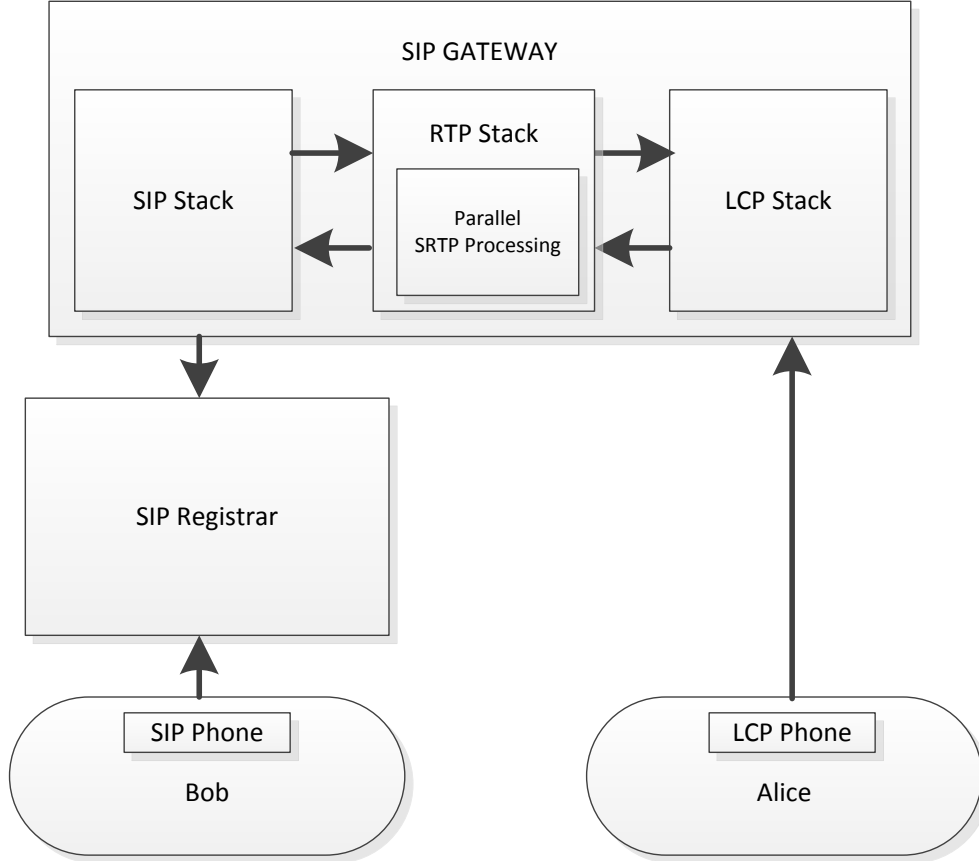 SIP GATEWAY
SIP Stack
RTP Stack
Parallel
SRTP Processing
LCP Stack
SIP Registrar
SIP Phone
Bob
LCP Phone
Alice